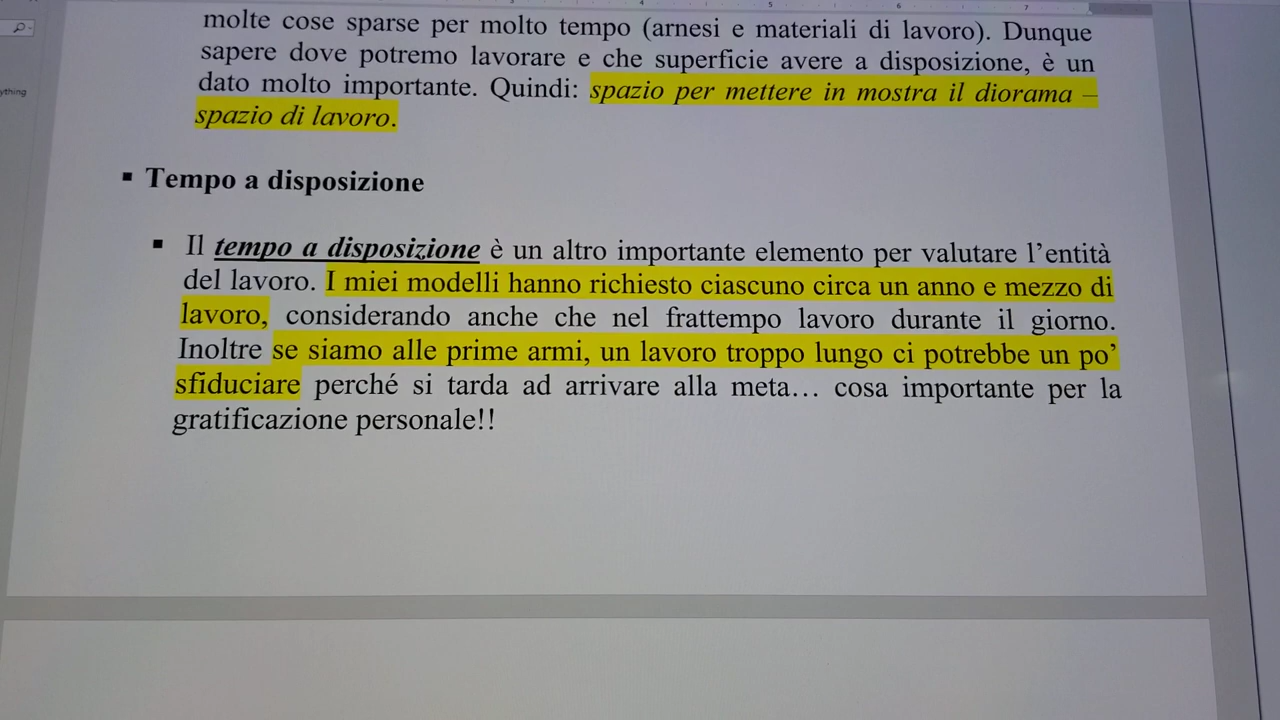 molte cose sparse per molto tempo (arnesi e materiali di lavoro). Dunque
sapere dove potremo lavorare e che superficie avere a disposizione, è un
dato molto importante. Quindi: spazio per mettere in mostra il diorama –
spazio di lavoro.
ything
▪ Tempo a disposizione
▪ Il tempo a disposizione è un altro importante elemento per valutare l’entità
del lavoro. I miei modelli hanno richiesto ciascuno circa un anno e mezzo di
lavoro, considerando anche che nel frattempo lavoro durante il giorno.
Inoltre se siamo alle prime armi, un lavoro troppo lungo ci potrebbe un po’
sfiduciare perché si tarda ad arrivare alla meta… cosa importante per la
gratificazione personale!!